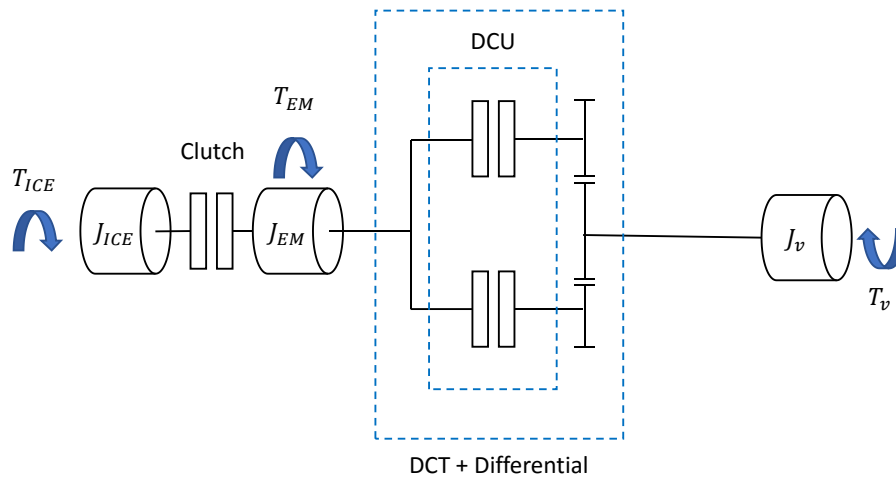 DCU
T_EM
Clutch
T_ICE
J_ICE
J_EM
J_v
T_v
DCT + Differential